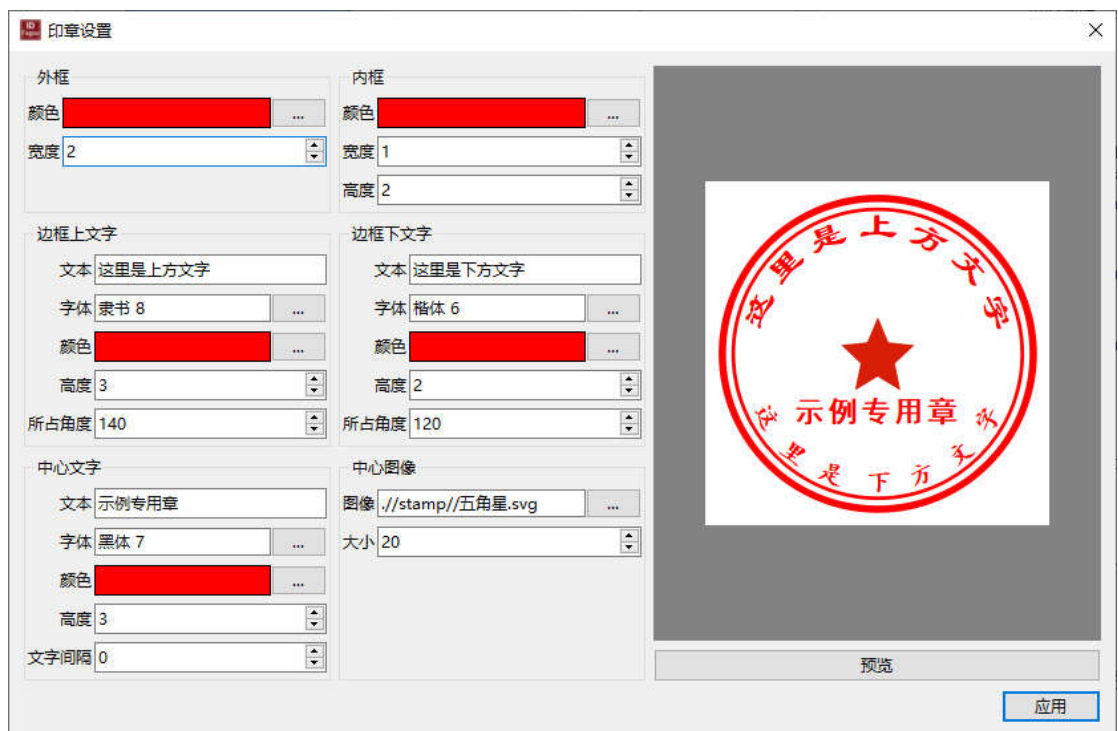 印章设置
外框
颜色 ...
宽度 2
内框
颜色 ...
宽度 1
高度 2
边框上文字
文本 这里是上方文字
字体 隶书 8 ...
颜色 ...
高度 3
所占角度 140
边框下文字
文本 这里是下方文字
字体 楷体 6 ...
颜色 ...
高度 2
所占角度 120
中心文字
文本 示例专用章
字体 黑体 7 ...
颜色 ...
高度 3
文字间隔 0
中心图像
图像 .//stamp//五角星.svg ...
大小 20
这里是上方文字
示例专用章
这里是下方文字
预览
应用